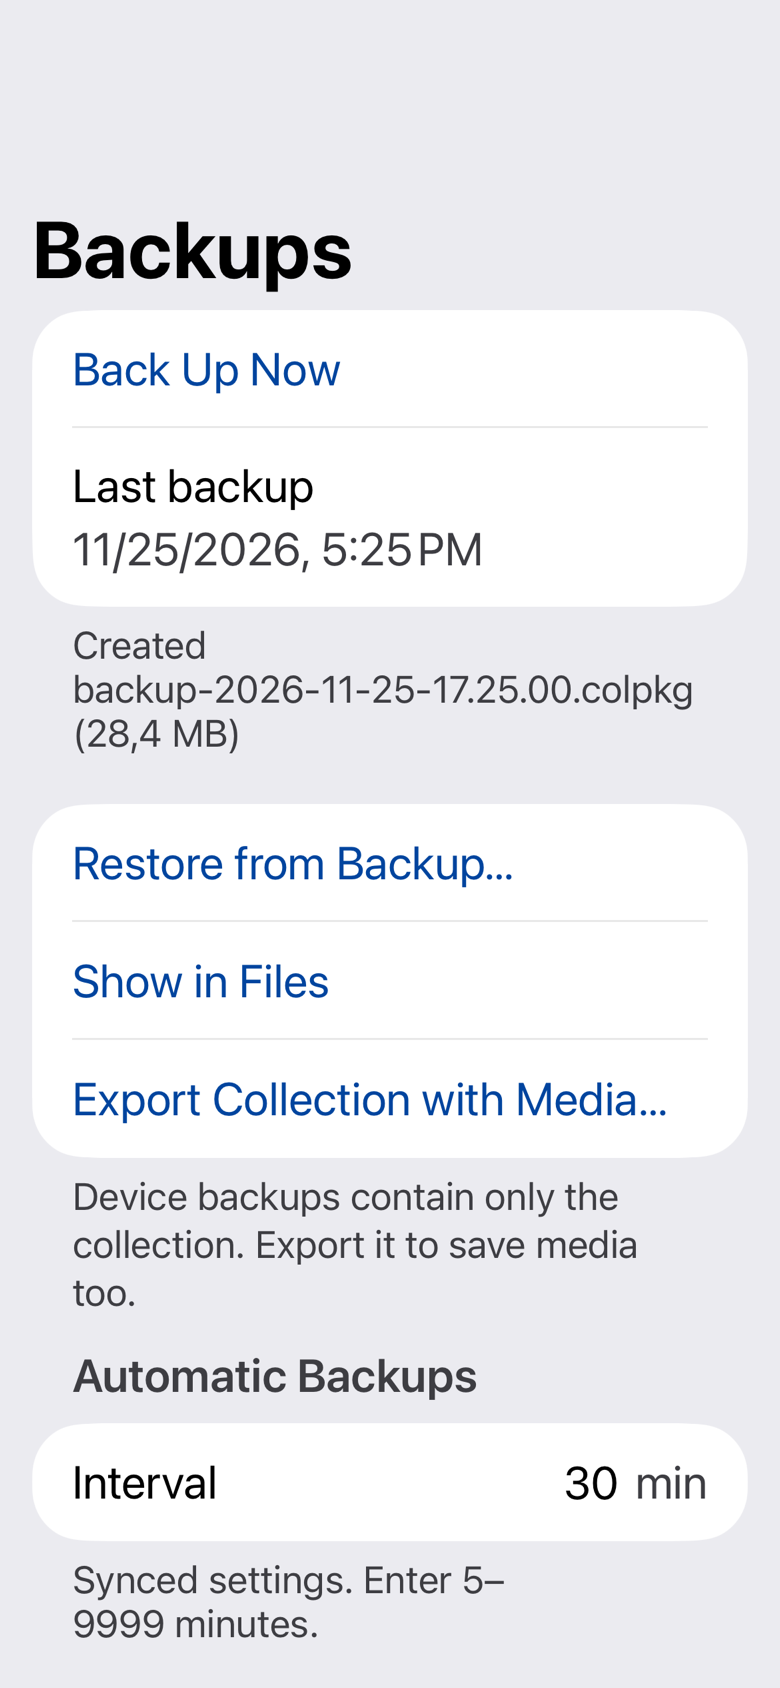 Backups
Back Up Now
Last backup
11/25/2026, 5:25 PM
Created
backup-2026-11-25-17.25.00.colpkg
(28,4 MB)
Restore from Backup...
Show in Files
Export Collection with Media...
Device backups contain only the
collection. Export it to save media
too.
Automatic Backups
Interval 30 min
Synced settings. Enter 5–
9999 minutes.